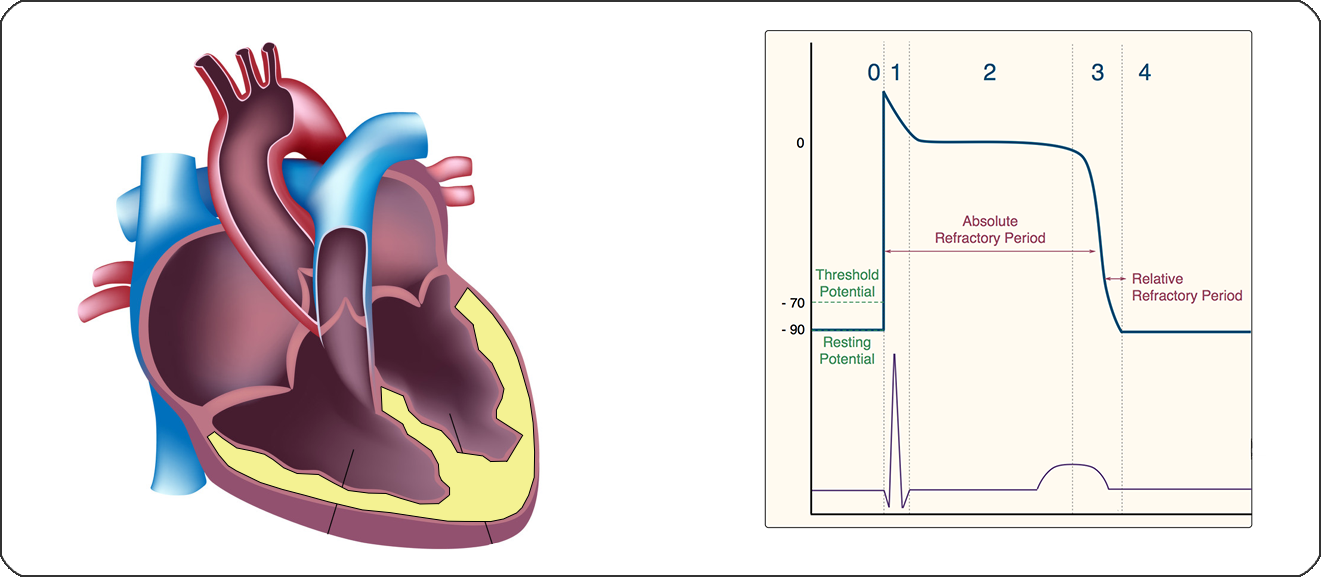 0 1 2 3 4
0
Absolute
Refractory Period
Threshold
Potential
Relative
Refractory Period
- 70
- 90
Resting
Potential